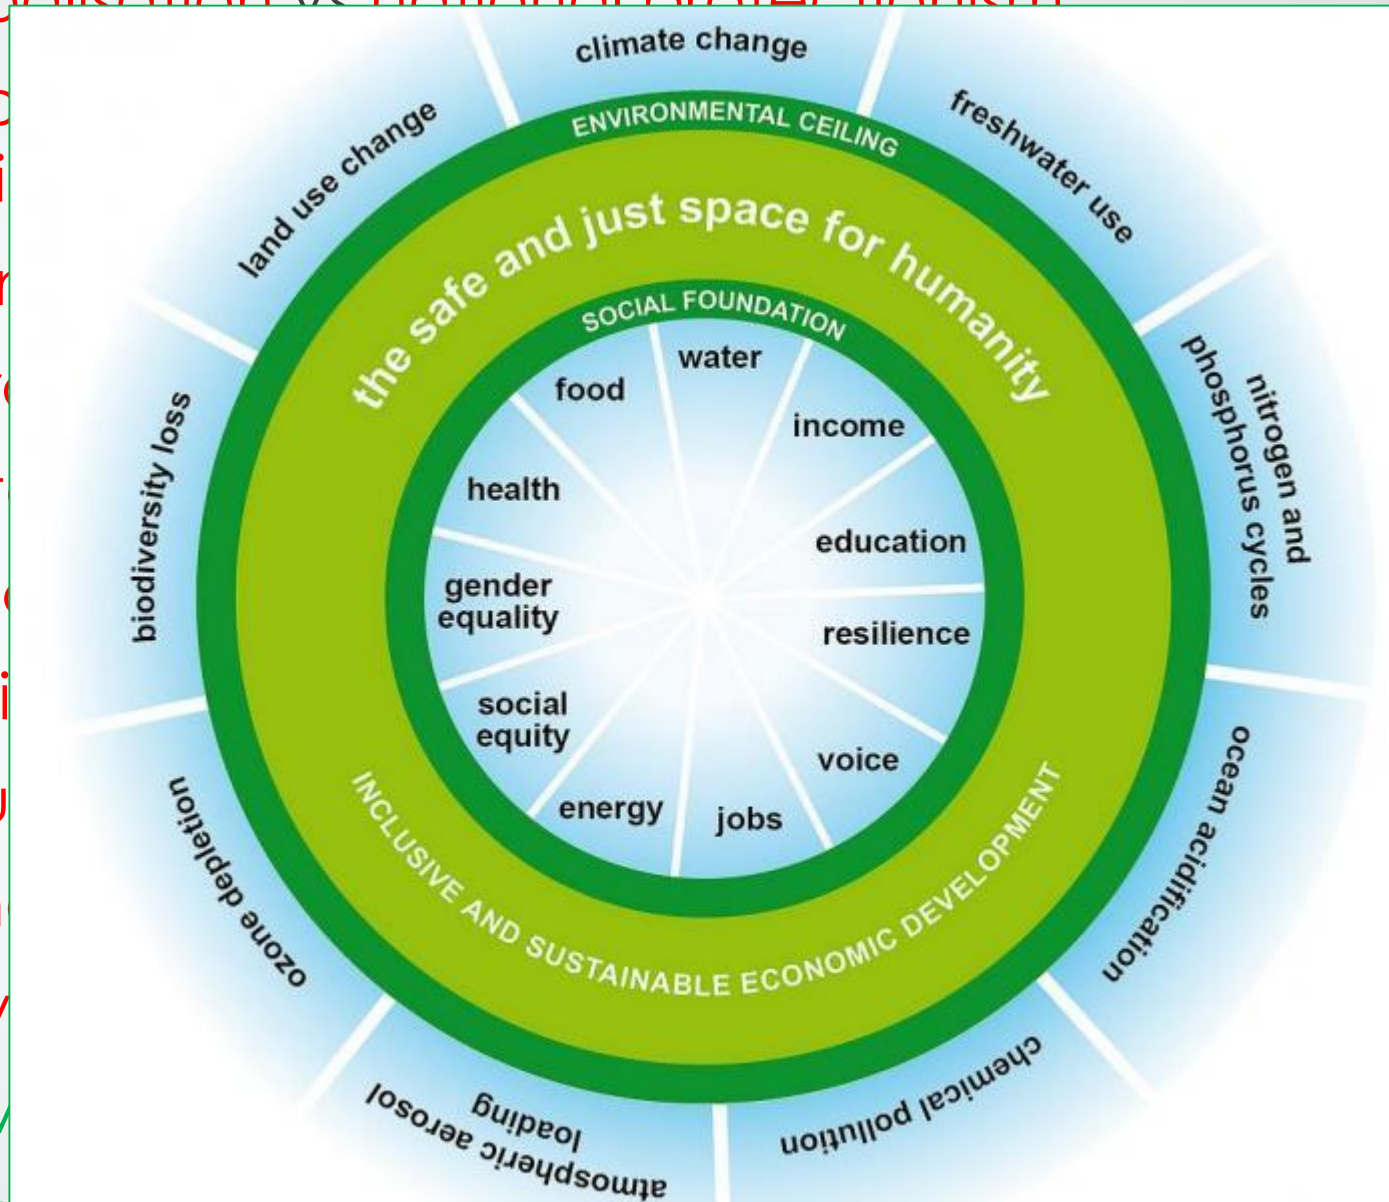 climate change
freshwater use
nitrogen and
phosphorus cycles
ocean acidification
chemical pollution
atmospheric aerosol
loading
ozone depletion
biodiversity loss
land use change
ENVIRONMENTAL CEILING
the safe and just space for humanity
SOCIAL FOUNDATION
water
income
education
resilience
voice
jobs
energy
social
equity
gender
equality
health
food
INCLUSIVE AND SUSTAINABLE ECONOMIC DEVELOPMENT